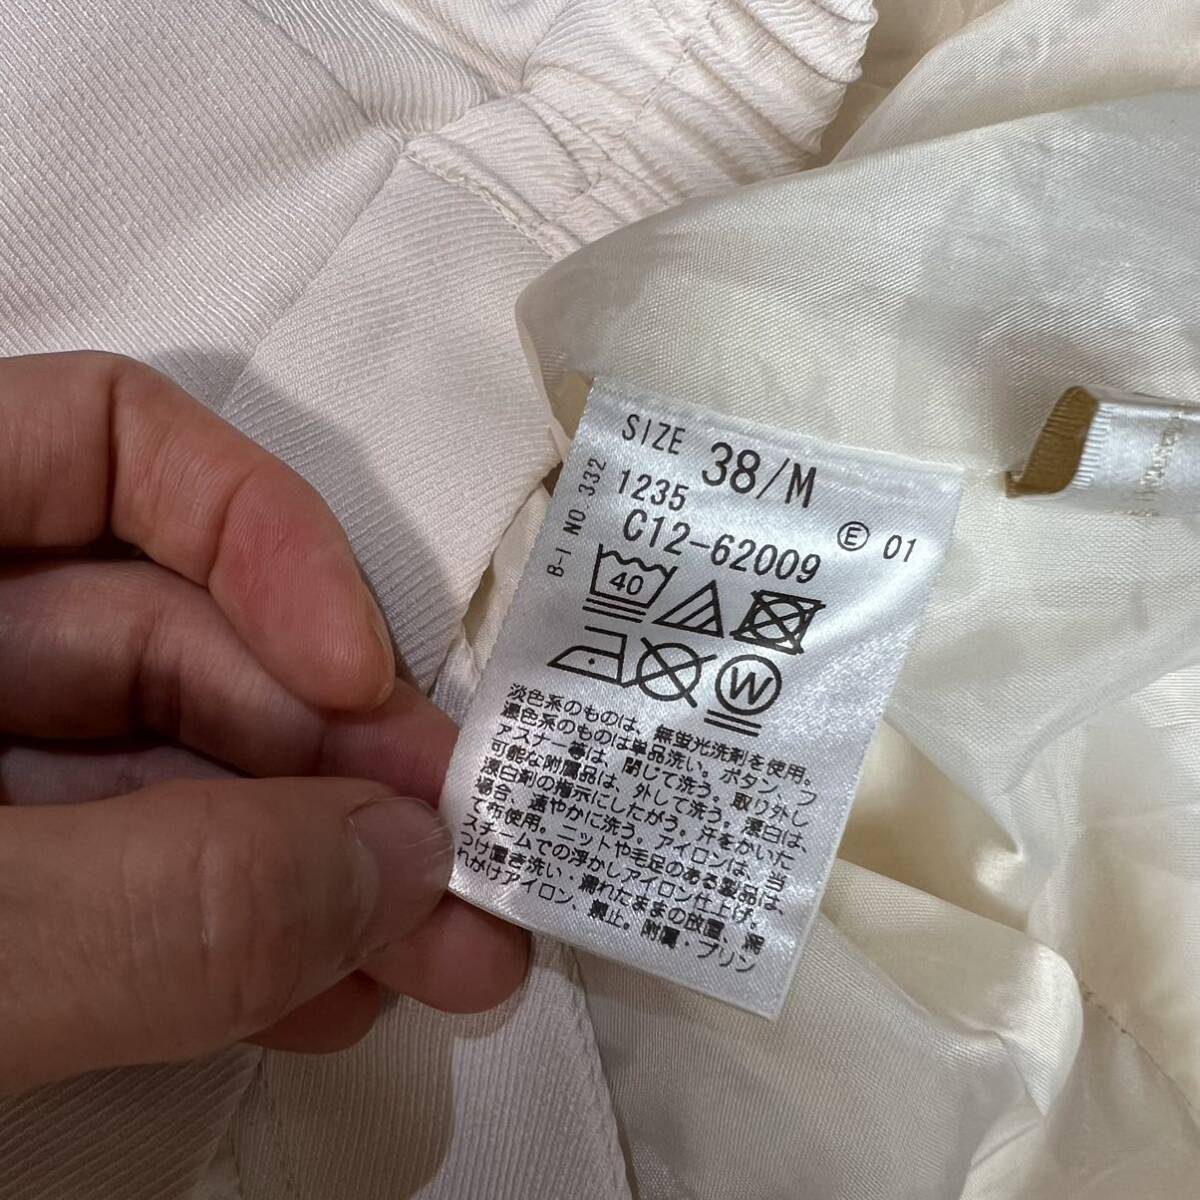 SIZE 38/M
1235
C12-62009
Ⓔ 01
B-I NO 332
40
W
淡色系のものは、無蛍光洗剤を使用。
濃色系のものは単品洗い。ボタン、フ
ァスナー等は、閉じて洗う。取り外し
可能な附属品は、外して洗う。漂白は、
漂白剤の指示にしたがう。汗をかいた
場合、速やかに洗う。アイロンは、当
て布使用。ニットや毛足のある製品は、
スチームでの浮かしアイロン仕上げ。
つけ置き洗い・濡れたままの放置、濡
れがけアイロン、禁止。附属・プリン